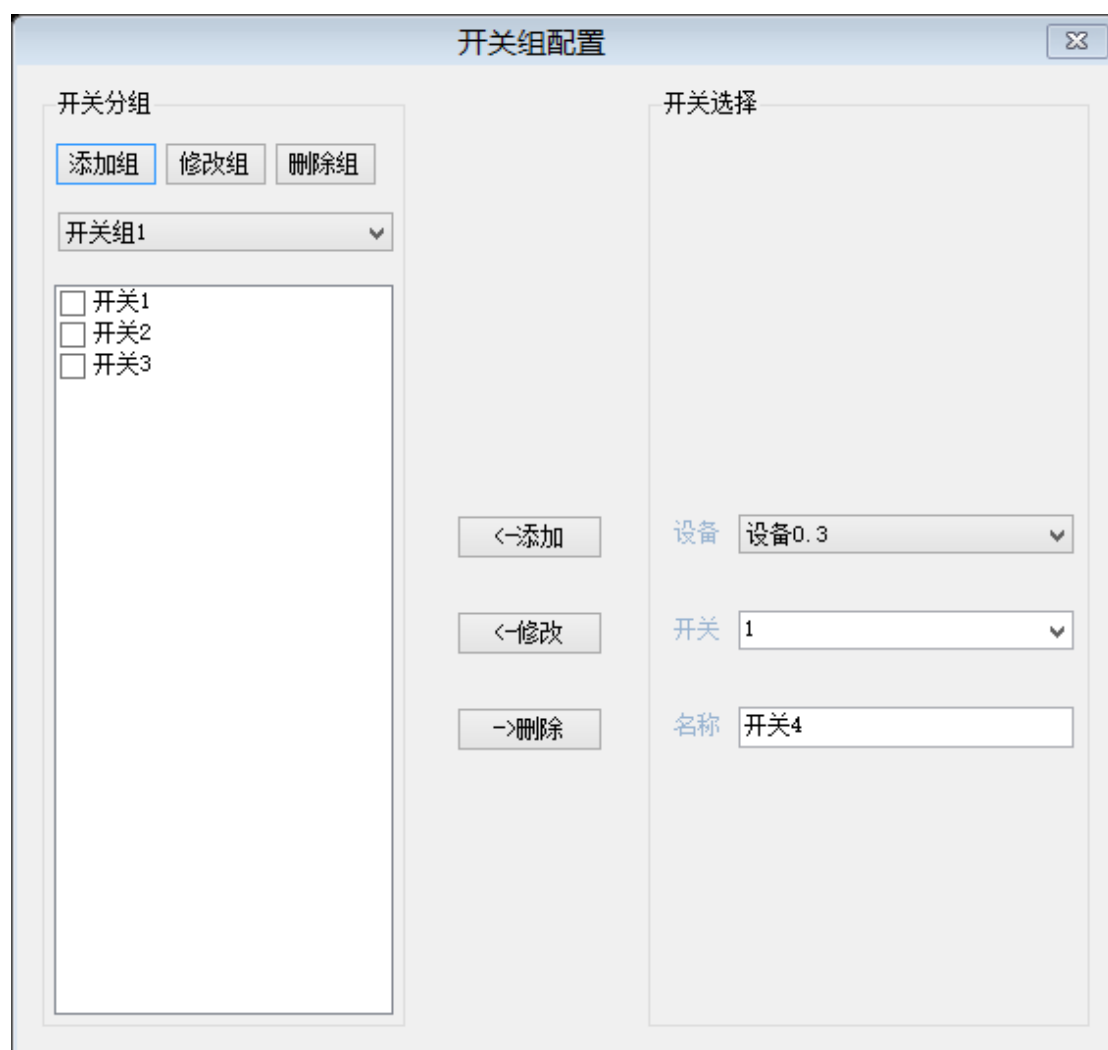 开关组配置
开关分组
添加组 修改组 删除组
开关组1
开关1
开关2
开关3
<-添加
<-修改
->删除
开关选择
设备 设备0.3
开关 1
名称 开关4